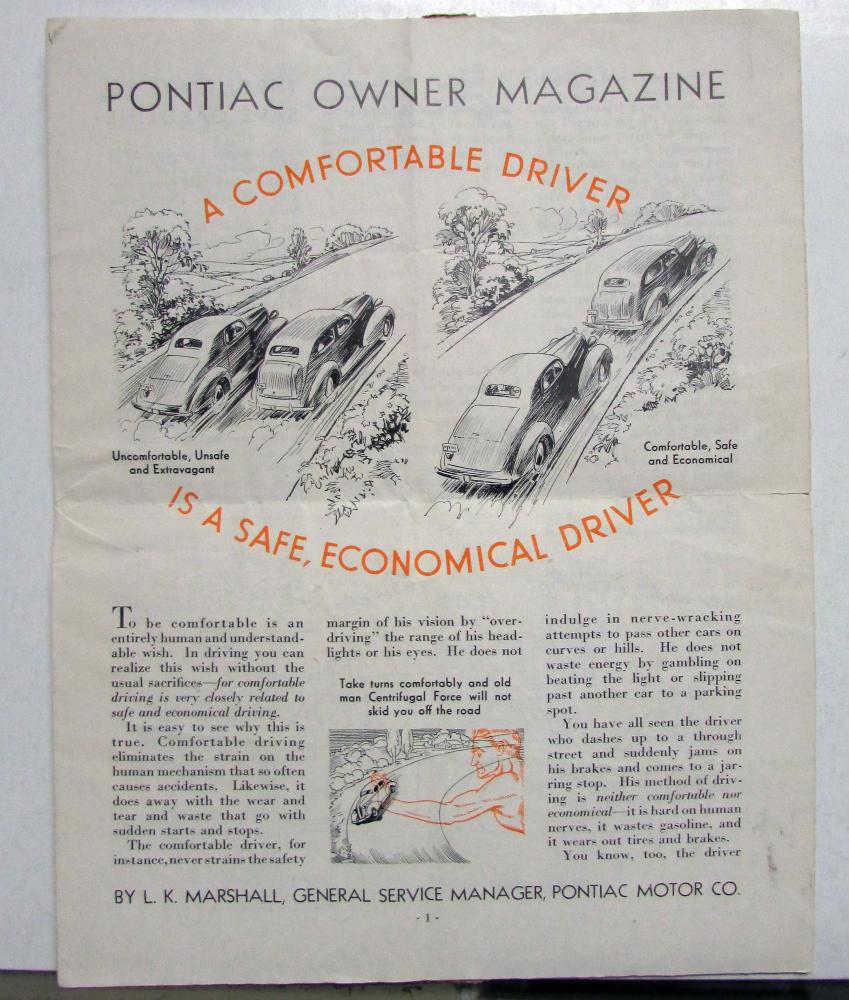 PONTIAC OWNER MAGAZINE
A COMFORTABLE DRIVER
Uncomfortable, Unsafe
and Extravagant
Comfortable, Safe
and Economical
IS A SAFE, ECONOMICAL DRIVER
To be comfortable is an
entirely human and understand-
able wish. In driving you can
realize this wish without the
usual sacrifices—for comfortable
driving is very closely related to
safe and economical driving.
It is easy to see why this is
true. Comfortable driving
eliminates the strain on the
human mechanism that so often
causes accidents. Likewise, it
does away with the wear and
tear and waste that go with
sudden starts and stops.
The comfortable driver, for
instance, never strains the safety
margin of his vision by "over-
driving" the range of his head-
lights or his eyes. He does not
Take turns comfortably and old
man Centrifugal Force will not
skid you off the road
indulge in nerve-wracking
attempts to pass other cars on
curves or hills. He does not
waste energy by gambling on
beating the light or slipping
past another car to a parking
spot.
You have all seen the driver
who dashes up to a through
street and suddenly jams on
his brakes and comes to a jar-
ring stop. His method of driv-
ing is neither comfortable nor
economical—it is hard on human
nerves, it wastes gasoline, and
it wears out tires and brakes.
You know, too, the driver
BY L. K. MARSHALL, GENERAL SERVICE MANAGER, PONTIAC MOTOR CO.
- 1 -